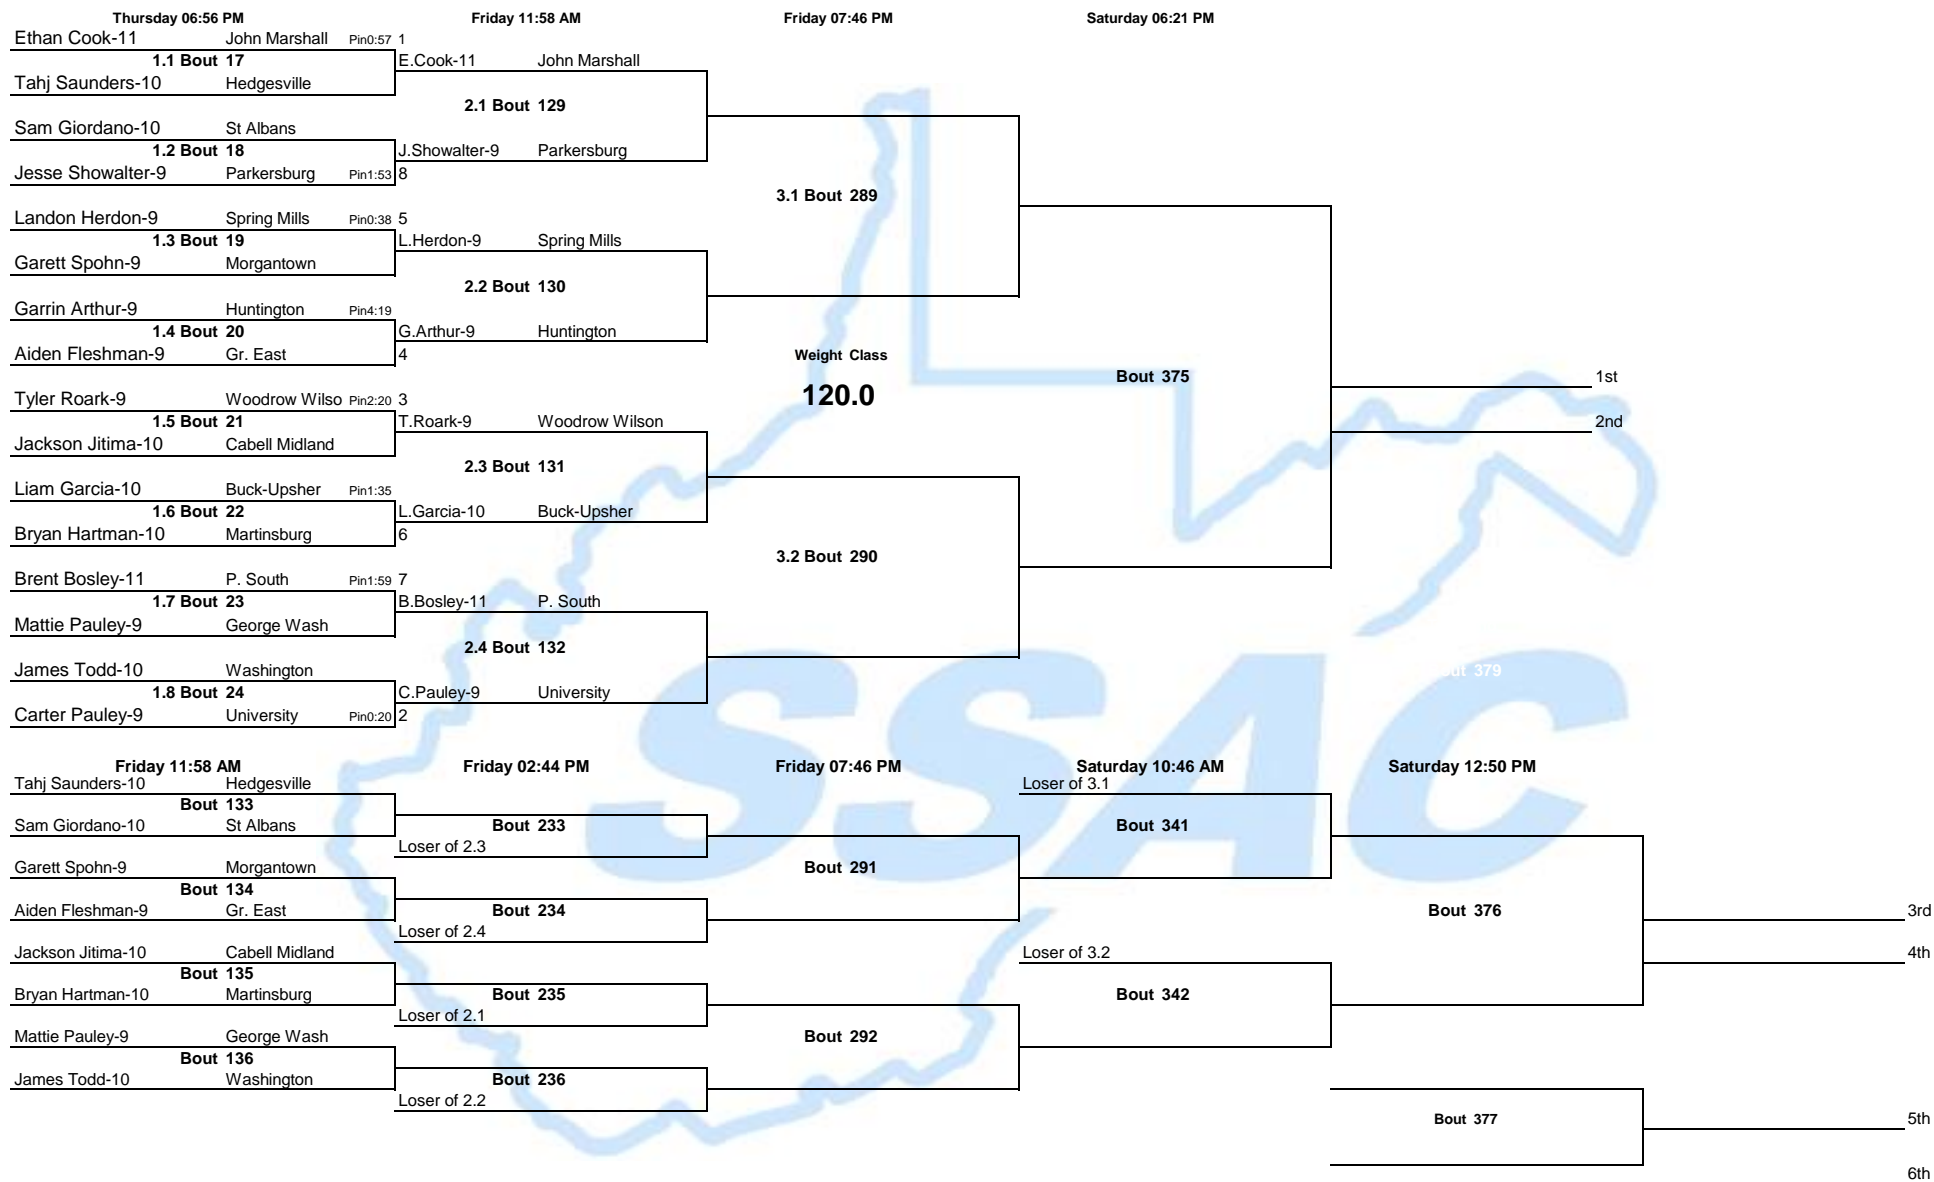 Thursday 06:56 PM Friday 11:58 AM Friday 07:46 PM Saturday 06:21 PM
Ethan Cook-11 John Marshall Pin0:57 1
1.1 Bout 17 E.Cook-11 John Marshall
Tahj Saunders-10 Hedgesville
2.1 Bout 129
Sam Giordano-10 St Albans
1.2 Bout 18 J.Showalter-9 Parkersburg
Jesse Showalter-9 Parkersburg Pin1:53 8
3.1 Bout 289
Landon Herdon-9 Spring Mills Pin0:38 5
1.3 Bout 19 L.Herdon-9 Spring Mills
Garett Spohn-9 Morgantown
2.2 Bout 130
Garrin Arthur-9 Huntington Pin4:19
1.4 Bout 20 G.Arthur-9 Huntington
Aiden Fleshman-9 Gr. East 4 Weight Class
Bout 375 1st
Tyler Roark-9 Woodrow Wilso Pin2:20 3 120.0
1.5 Bout 21 T.Roark-9 Woodrow Wilson 2nd
Jackson Jitima-10 Cabell Midland
2.3 Bout 131
Liam Garcia-10 Buck-Upsher Pin1:35
1.6 Bout 22 L.Garcia-10 Buck-Upsher
Bryan Hartman-10 Martinsburg 6
3.2 Bout 290
Brent Bosley-11 P. South Pin1:59 7
1.7 Bout 23 B.Bosley-11 P. South
Mattie Pauley-9 George Wash
2.4 Bout 132
James Todd-10 Washington Bout 379
1.8 Bout 24 C.Pauley-9 University
Carter Pauley-9 University Pin0:20 2
SSAC
Friday 11:58 AM Friday 02:44 PM Friday 07:46 PM Saturday 10:46 AM Saturday 12:50 PM
Tahj Saunders-10 Hedgesville Loser of 3.1
Bout 133
Sam Giordano-10 St Albans Bout 233 Bout 341
Loser of 2.3
Garett Spohn-9 Morgantown Bout 291
Bout 134
Aiden Fleshman-9 Gr. East Bout 234 Bout 376 3rd
Loser of 2.4
Jackson Jitima-10 Cabell Midland Loser of 3.2 4th
Bout 135
Bryan Hartman-10 Martinsburg Bout 235 Bout 342
Loser of 2.1
Mattie Pauley-9 George Wash Bout 292
Bout 136
James Todd-10 Washington Bout 236
Loser of 2.2
Bout 377 5th
6th